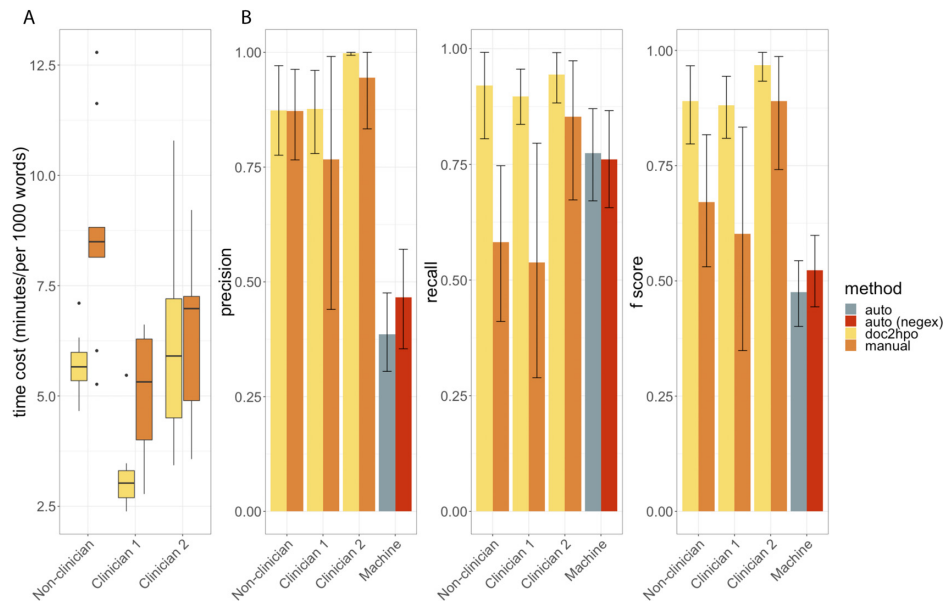 A
B
time cost (minutes/per 1000 words)
12.5
10.0
7.5
5.0
2.5
Non-clinician
Clinician 1
Clinician 2
precision
1.00
0.75
0.50
0.25
0.00
Non-clinician
Clinician 1
Clinician 2
Machine
recall
1.00
0.75
0.50
0.25
0.00
Non-clinician
Clinician 1
Clinician 2
Machine
f score
1.00
0.75
0.50
0.25
0.00
Non-clinician
Clinician 1
Clinician 2
Machine
method
auto
auto (negex)
doc2hpo
manual